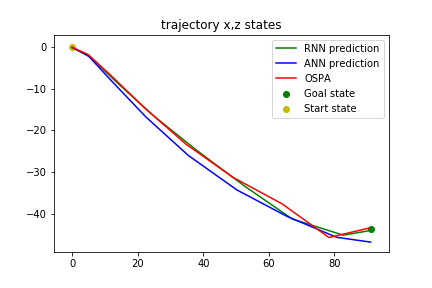 trajectory x,z states
RNN prediction
ANN prediction
OSPA
Goal state
Start state
0
−10
−20
−30
−40
0
20
40
60
80